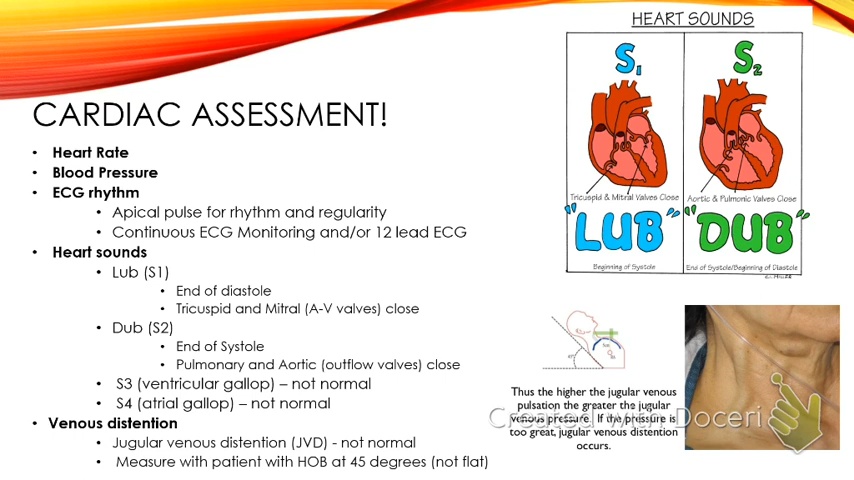 HEART SOUNDS
S1
S2
Tricuspid & Mitral Valves Close
Aortic & Pulmonic Valves Close
"LUB"
"DUB"
Beginning of Systole
End of Systole/Beginning of Diastole
CARDIAC ASSESSMENT!
• Heart Rate
• Blood Pressure
• ECG rhythm
• Apical pulse for rhythm and regularity
• Continuous ECG Monitoring and/or 12 lead ECG
• Heart sounds
• Lub (S1)
• End of diastole
• Tricuspid and Mitral (A-V valves) close
• Dub (S2)
• End of Systole
• Pulmonary and Aortic (outflow valves) close
• S3 (ventricular gallop) – not normal
• S4 (atrial gallop) – not normal
• Venous distention
• Jugular venous distention (JVD) - not normal
• Measure with patient with HOB at 45 degrees (not flat)
Thus the higher the jugular venous
pulsation the greater the jugular
venous pressure. If the pressure is
too great, jugular venous distention
occurs.
Created with Doceri